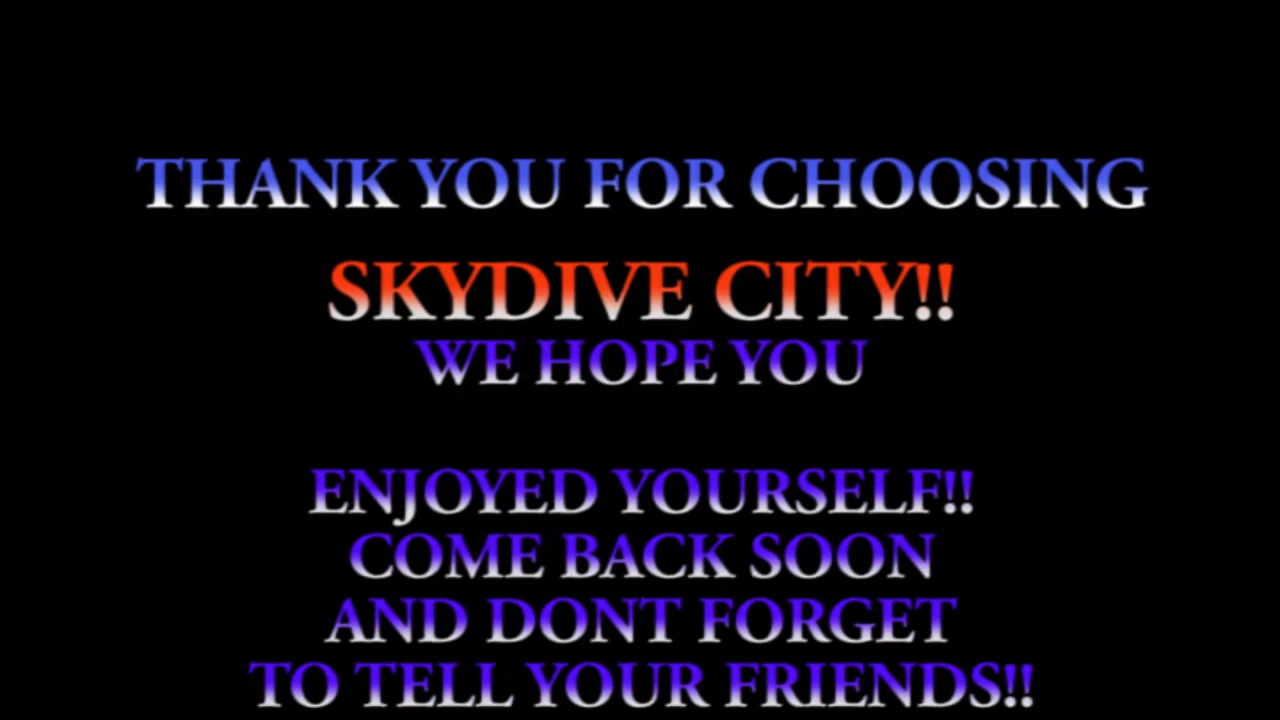 THANK YOU FOR CHOOSING
SKYDIVE CITY!!
WE HOPE YOU
ENJOYED YOURSELF!!
COME BACK SOON
AND DONT FORGET
TO TELL YOUR FRIENDS!!